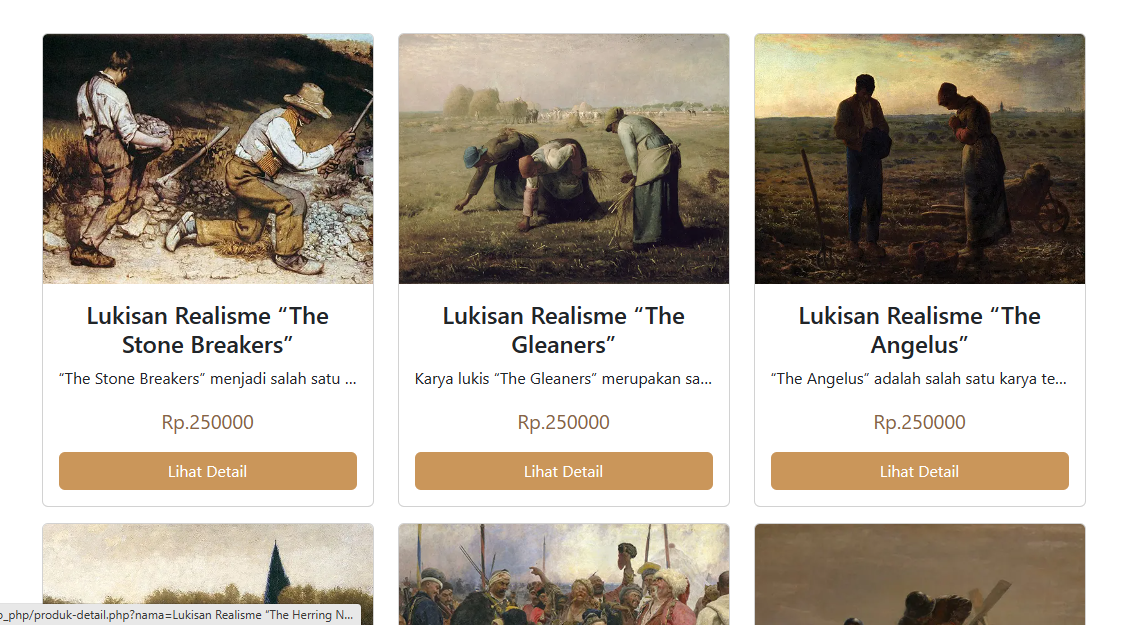 Lukisan Realisme “The
Stone Breakers”
“The Stone Breakers” menjadi salah satu ...
Rp.250000
Lihat Detail
Lukisan Realisme “The
Gleaners”
Karya lukis “The Gleaners” merupakan sa...
Rp.250000
Lihat Detail
Lukisan Realisme “The
Angelus”
“The Angelus” adalah salah satu karya te...
Rp.250000
Lihat Detail
o_php/produk-detail.php?nama=Lukisan Realisme “The Herring N...